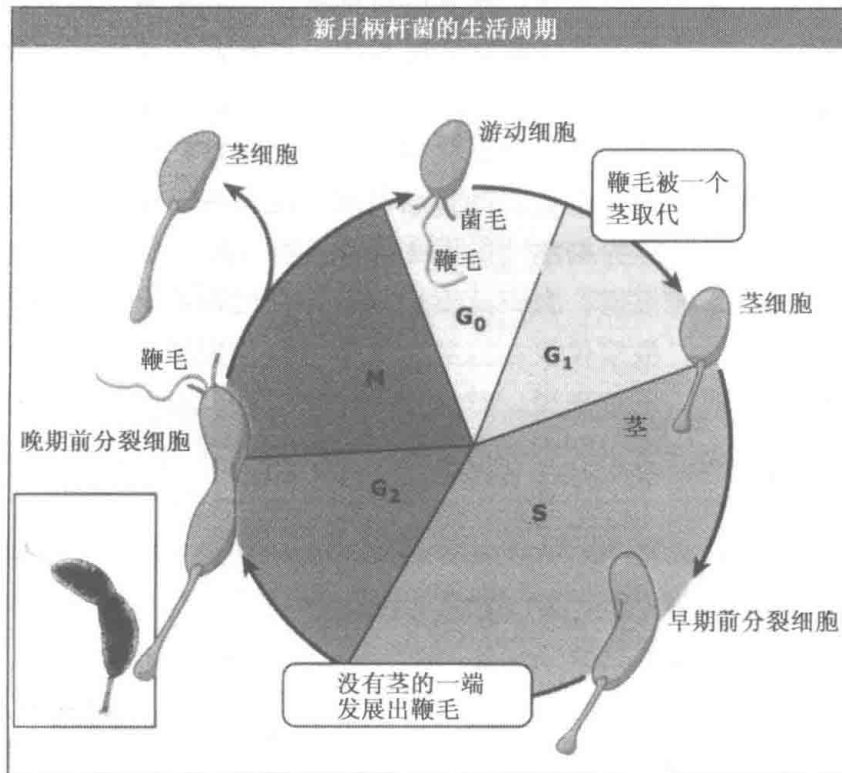 新月柄杆菌的生活周期
游动细胞
茎细胞
鞭毛被一个
茎取代
菌毛
鞭毛
茎细胞
G₀
G₁
鞭毛
M
茎
晚期前分裂细胞
G₂
S
早期前分裂细胞
没有茎的一端
发展出鞭毛